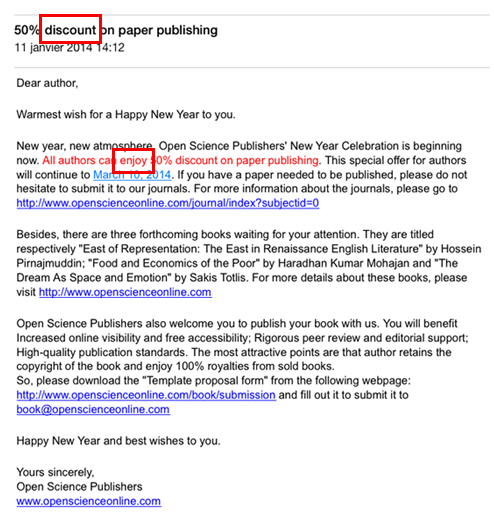 50% discount on paper publishing
11 janvier 2014 14:12
Dear author,
Warmest wish for a Happy New Year to you.
New year, new atmosphere, Open Science Publishers' New Year Celebration is beginning
now. All authors can enjoy 50% discount on paper publishing. This special offer for authors
will continue to March 10, 2014. If you have a paper needed to be published, please do not
hesitate to submit it to our journals. For more information about the journals, please go to
http://www.openscienceonline.com/journal/index?subjectid=0
Besides, there are three forthcoming books waiting for your attention. They are titled
respectively "East of Representation: The East in Renaissance English Literature" by Hossein
Pirnajmuddin; "Food and Economics of the Poor" by Haradhan Kumar Mohajan and "The
Dream As Space and Emotion" by Sakis Totlis. For more details about these books, please
visit http://www.openscienceonline.com
Open Science Publishers also welcome you to publish your book with us. You will benefit
Increased online visibility and free accessibility; Rigorous peer review and editorial support;
High-quality publication standards. The most attractive points are that author retains the
copyright of the book and enjoy 100% royalties from sold books.
So, please download the "Template proposal form" from the following webpage:
http://www.openscienceonline.com/book/submission and fill out it to submit it to
book@openscienceonline.com
Happy New Year and best wishes to you.
Yours sincerely,
Open Science Publishers
www.openscienceonline.com